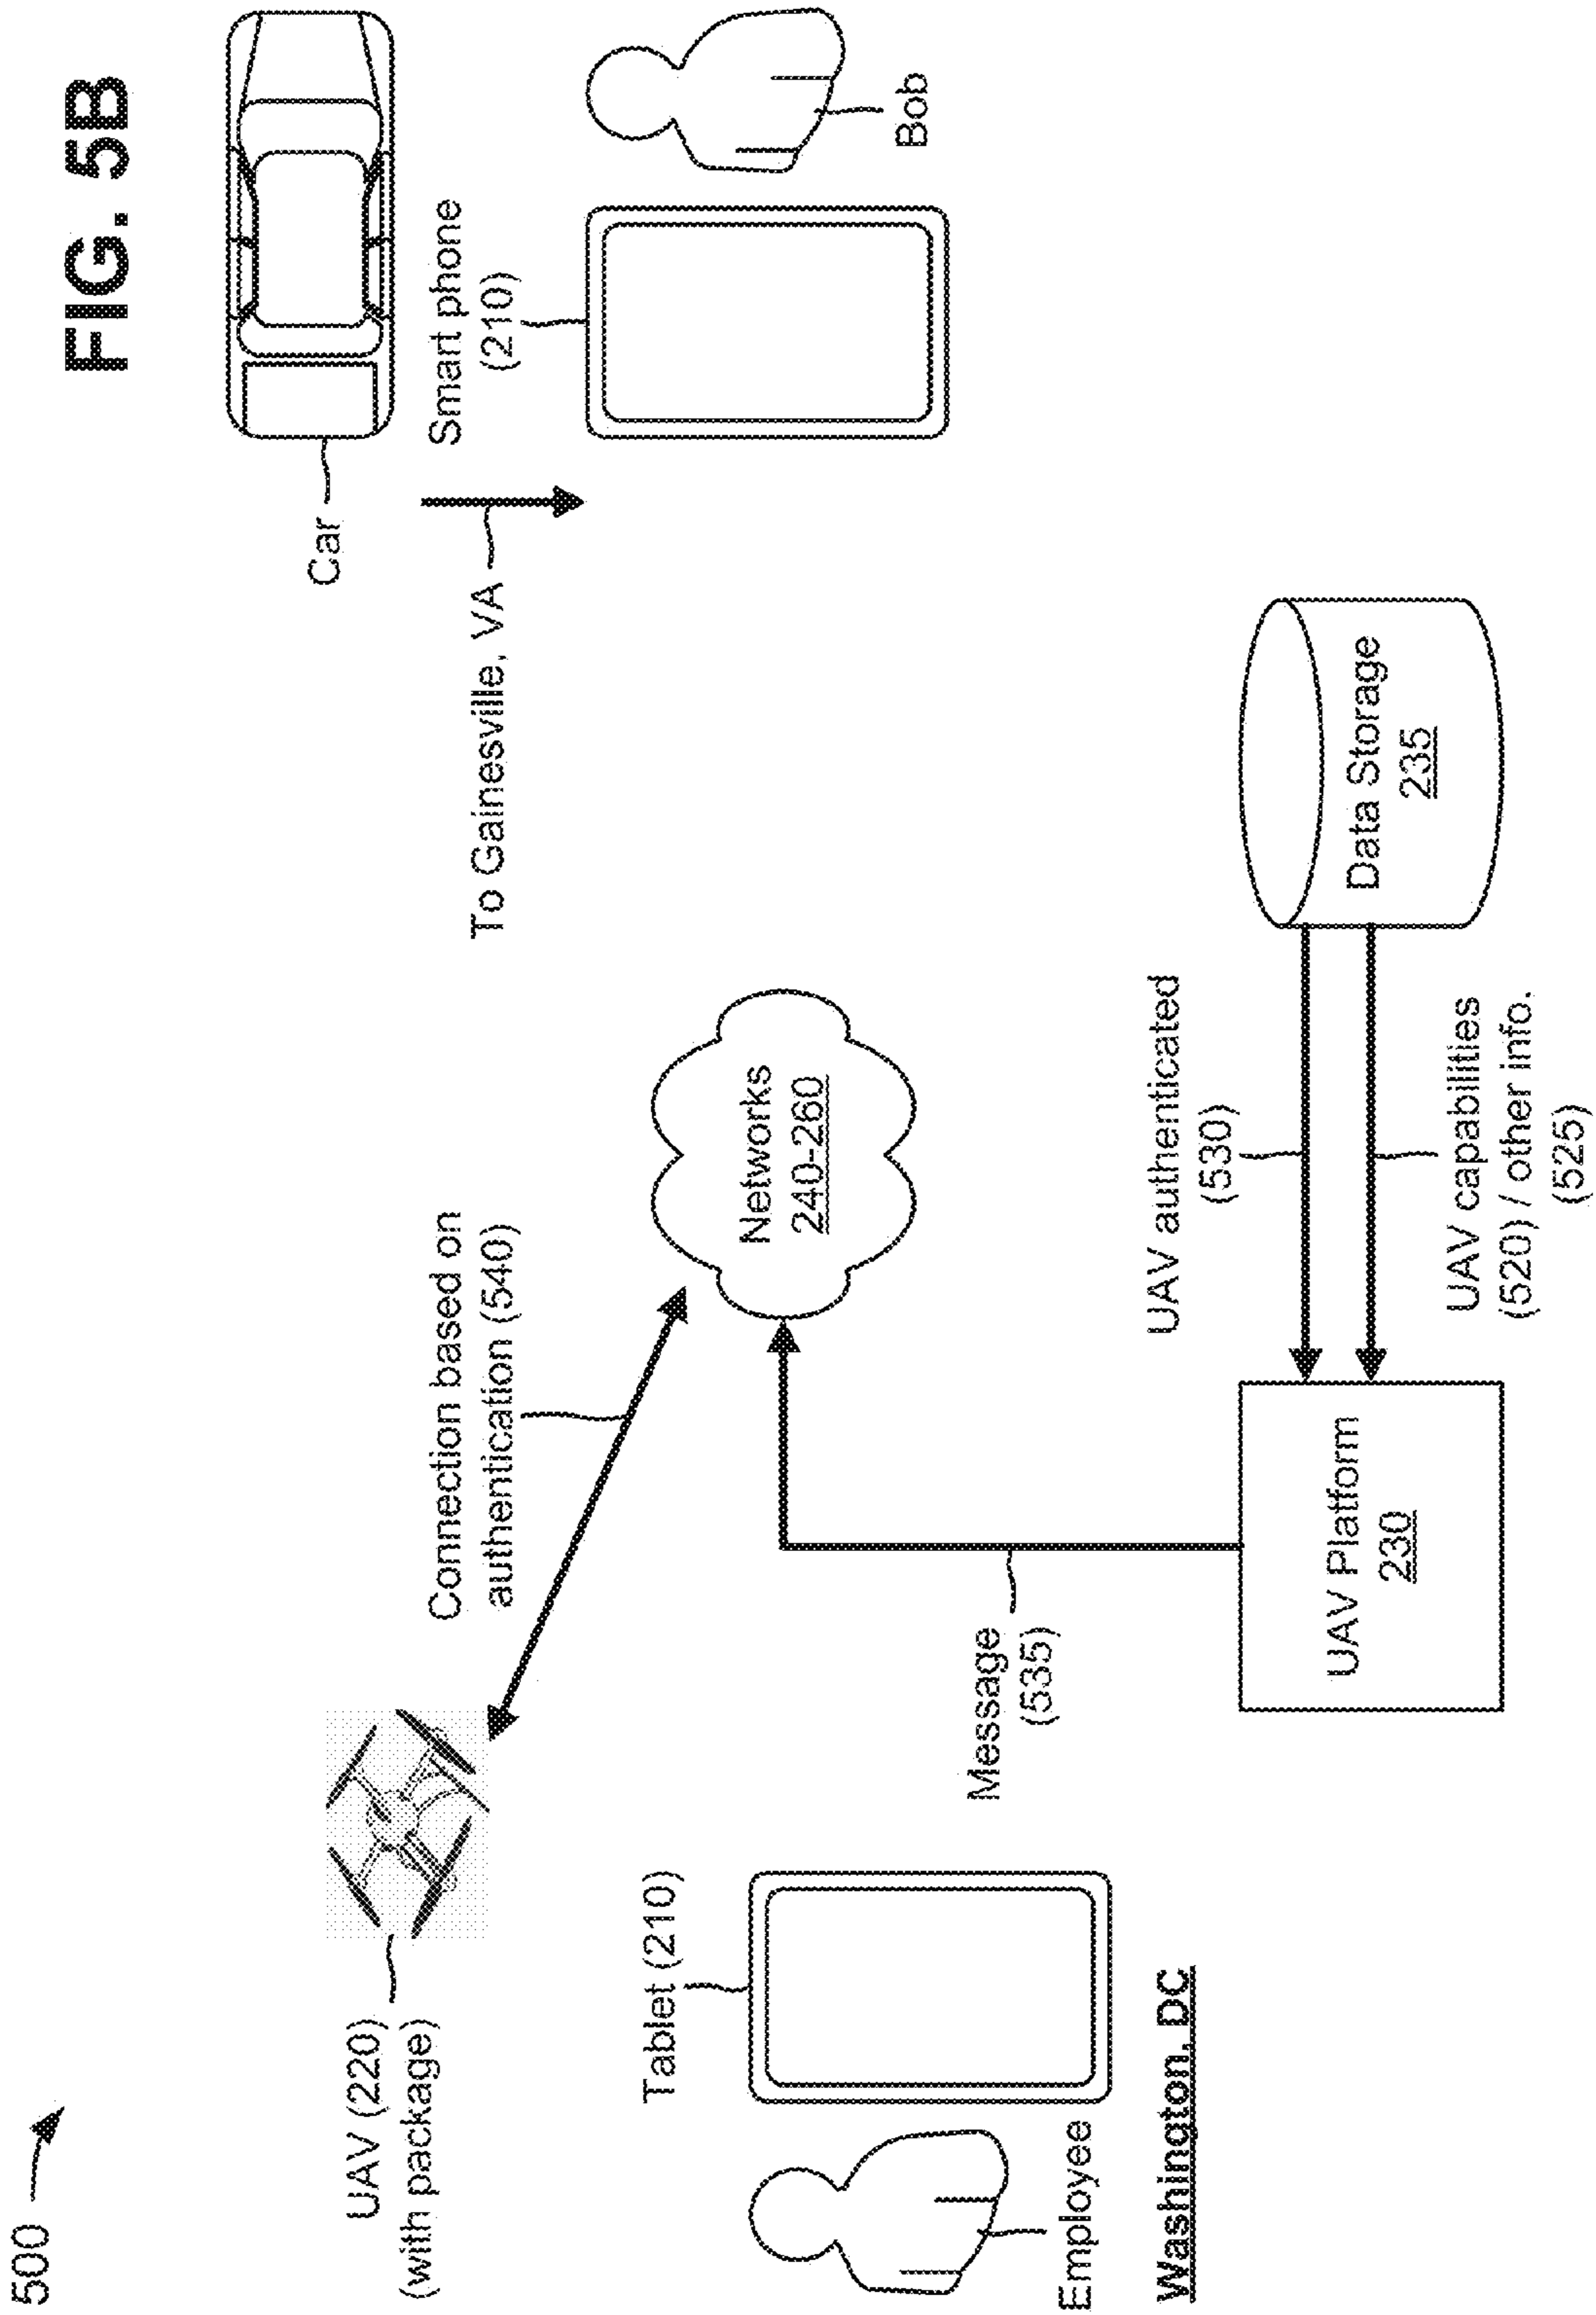 500
FIG. 5B
UAV (220)
(with package)
Connection based on
authentication (540)
Car
To Gainesville, VA
Smart phone
(210)
Bob
Tablet (210)
Employee
Washington, DC
Networks
240-260
Message
(535)
UAV authenticated
(530)
UAV Platform
230
Data Storage
235
UAV capabilities
(520) / other info.
(525)